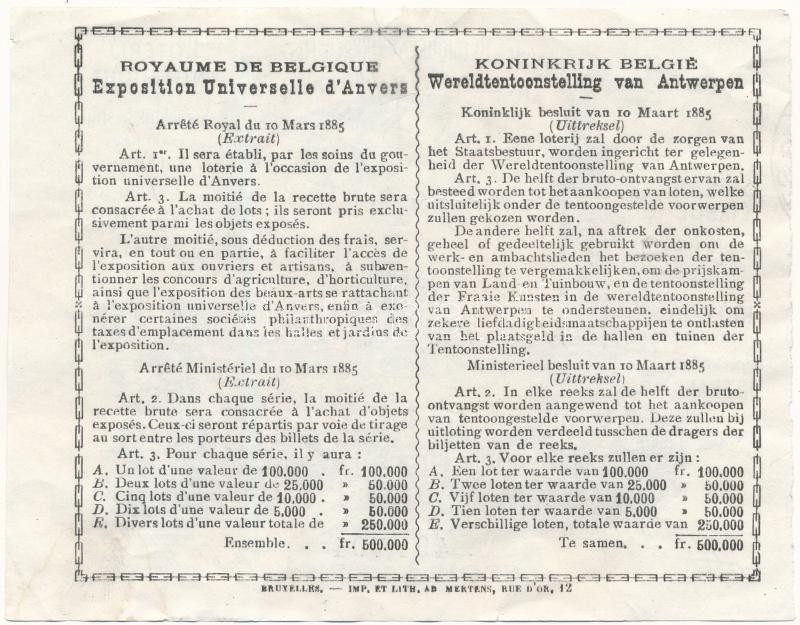 ROYAUME DE BELGIQUE
Exposition Universelle d'Anvers
Arrêté Royal du 10 Mars 1885
(Extrait)
Art. 1er. Il sera établi, par les soins du gou-
vernement, une loterie à l'occasion de l'exposi-
tion universelle d'Anvers.
Art. 3. La moitié de la recette brute sera
consacrée à l'achat de lots ; ils seront pris exclu-
sivement parmi les objets exposés.
L'autre moitié, sous déduction des frais, ser-
vira, en tout ou en partie, à faciliter l'accès de
l'exposition aux ouvriers et artisans, à subven-
tionner les concours d'agriculture, d'horticulture,
ainsi que l'exposition des beaux-arts se rattachant
à l'exposition universelle d'Anvers, enfin à exo-
nérer certaines sociétés philanthropiques des
taxes d'emplacement dans les halles et jardins de
l'exposition.
Arrêté Ministériel du 10 Mars 1885
(Extrait)
Art. 2. Dans chaque série, la moitié de la
recette brute sera consacrée à l'achat d'objets
exposés. Ceux-ci seront répartis par voie de tirage
au sort entre les porteurs des billets de la série.
Art. 3. Pour chaque série, il y aura :
A. Un lot d'une valeur de 100.000 . fr. 100.000
B. Deux lots d'une valeur de 25,000 » 50.000
C. Cinq lots d'une valeur de 10,000 . » 50.000
D. Dix lots d'une valeur de 5,000 . » 50.000
E. Divers lots d'une valeur totale de » 250.000
Ensemble. . . fr. 500,000
KONINKRIJK BELGIË
Wereldtentoonstelling van Antwerpen
Koninklijk besluit van 10 Maart 1885
(Uittreksel)
Art. 1. Eene loterij zal door de zorgen van
het Staatsbestuur, worden ingericht ter gelegen-
heid der Wereldtentoonstelling van Antwerpen.
Art. 3. De helft der bruto-ontvangst ervan zal
besteed worden tot het aankoopen van loten, welke
uitsluitelijk onder de tentoongestelde voorwerpen
zullen gekozen worden.
De andere helft zal, na aftrek der onkosten,
geheel of gedeeltelijk gebruikt worden om de
werk- en ambachtslieden het bezoeken der ten-
toonstelling te vergemakkelijken, om de prijskam-
pen van Land en Tuinbouw, en de tentoonstelling
der Fraaie Kunsten in de wereldtentoonstelling
van Antwerpen te ondersteunen. eindelijk om
zekere liefdadigheidsmaatschappijen te ontlasten
van het plaatsgeld in de hallen en tuinen der
Tentoonstelling.
Ministerieel besluit van 10 Maart 1885
(Uittreksel)
Art. 2. In elke reeks zal de helft der bruto-
ontvangst worden aangewend tot het aankoopen
van tentoongestelde voorwerpen. Deze zullen bij
uitloting worden verdeeld tusschen de dragers der
biljetten van de reeks.
Art. 3. Voor elke reeks zullen er zijn :
A. Een lot ter waarde van 100.000 fr. 100.000
B. Twee loten ter waarde van 25,000 » 50.000
C. Vijf loten ter waarde van 10,000 » 50.000
D. Tien loten ter waarde van 5,000 » 50.000
E. Verschillige loten, totale waarde van 250,000
Te samen. . . fr. 500,000
BRUXELLES. — IMP. ET LITH. AD MERTENS, RUE D'OR, 12